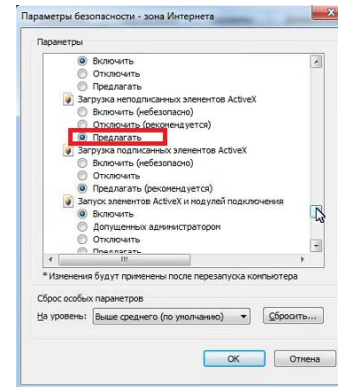 Параметры безопасности - зона Интернета
Параметры
Включить
Отключить
Предлагать
Загрузка неподписанных элементов ActiveX
Включить (небезопасно)
Отключить (рекомендуется)
Предлагать
Загрузка подписанных элементов ActiveX
Включить (небезопасно)
Отключить
Предлагать (рекомендуется)
Запуск элементов ActiveX и модулей подключения
Включить
Допущенных администратором
Отключить
Предлагать
* Изменения будут применены после перезапуска компьютера
Сброс особых параметров
На уровень: Выше среднего (по умолчанию) Сбросить...
ОК Отмена